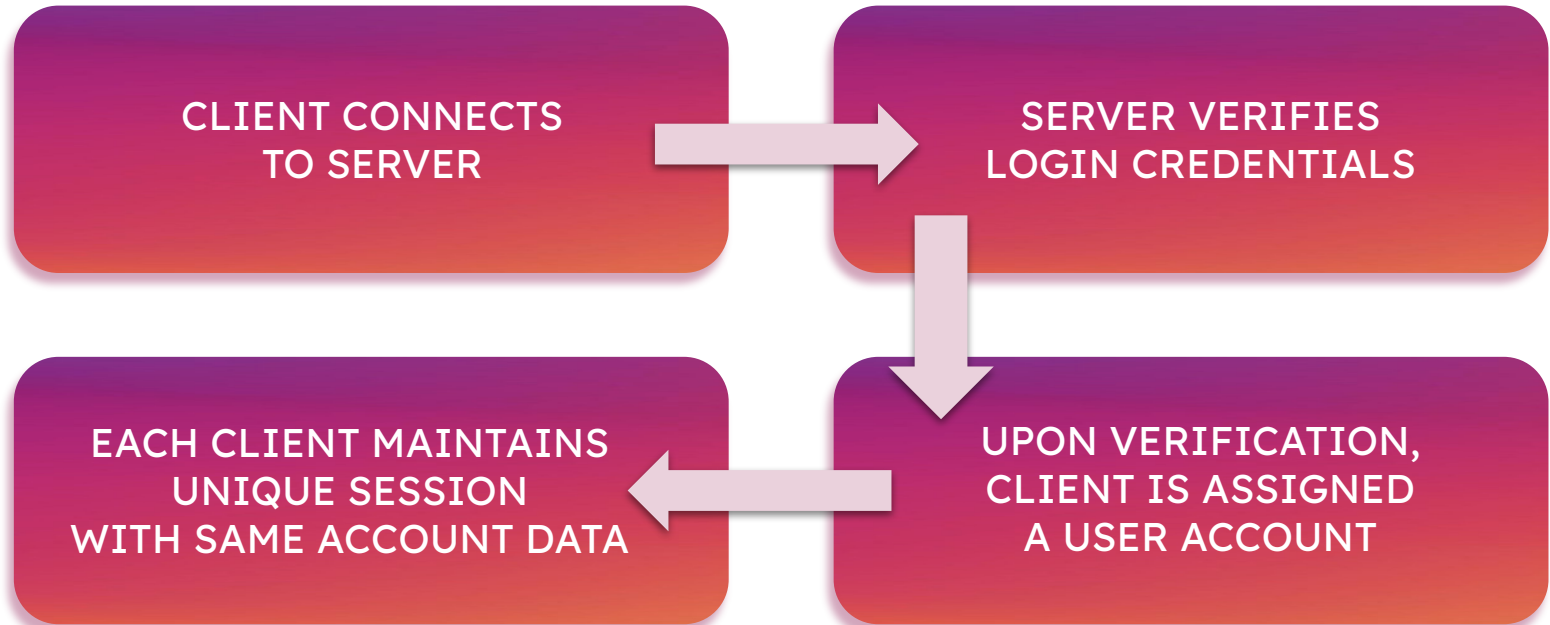 CLIENT CONNECTS
TO SERVER
SERVER VERIFIES
LOGIN CREDENTIALS
UPON VERIFICATION,
CLIENT IS ASSIGNED
A USER ACCOUNT
EACH CLIENT MAINTAINS
UNIQUE SESSION
WITH SAME ACCOUNT DATA